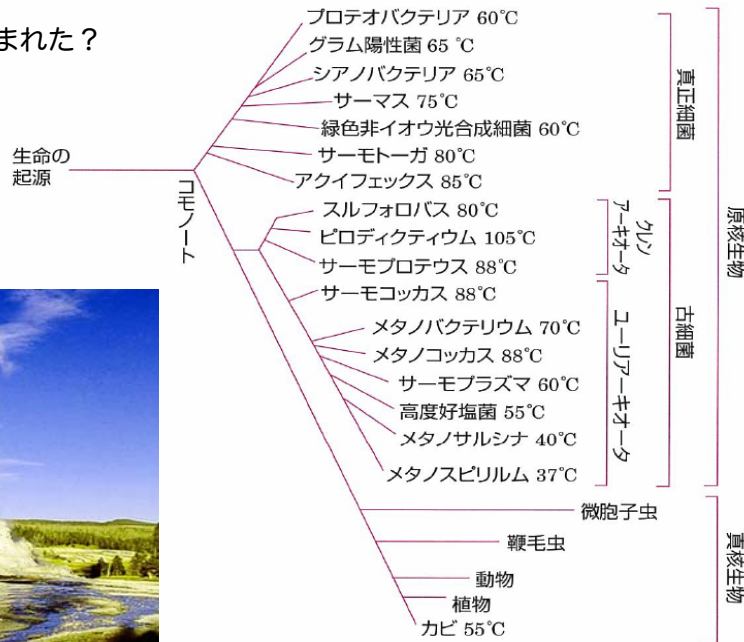 まれた？
プロテオバクテリア 60℃
グラム陽性菌 65 ℃
シアノバクテリア 65℃
サーマス 75℃
緑色非イオウ光合成細菌 60℃
サーモトーガ 80℃
アクイフェックス 85℃
真正細菌
生命の
起源
コモノート
スルフォロバス 80℃
ピロディクティウム 105℃
サーモプロテウス 88℃
クレン
アーキオータ
サーモコッカス 88℃
メタノバクテリウム 70℃
メタノコッカス 88℃
サーモプラズマ 60℃
高度好塩菌 55℃
メタノサルシナ 40℃
メタノスピリルム 37℃
ユーリアーキオータ
古細菌
原核生物
微胞子虫
鞭毛虫
動物
植物
カビ 55℃
真核生物